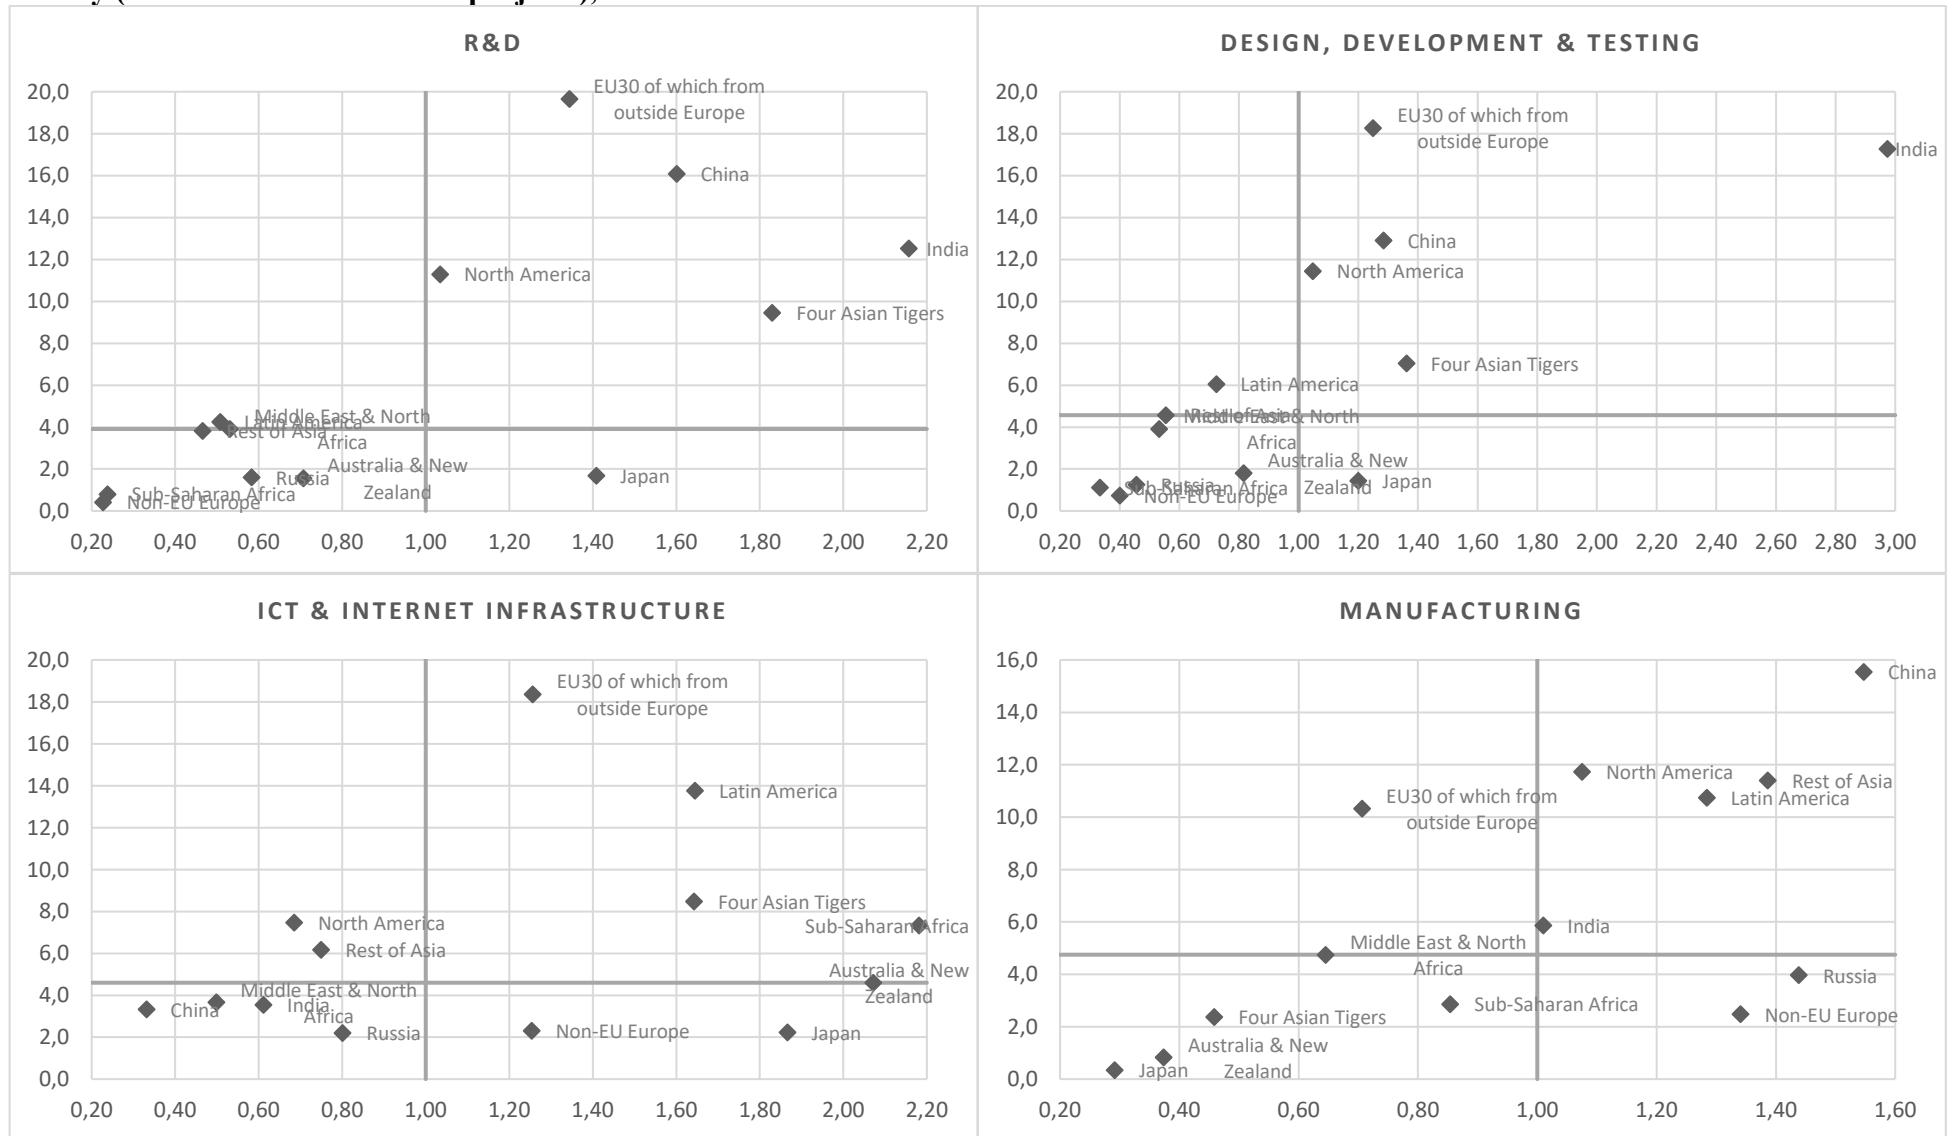 R&D
20,0
18,0
16,0
14,0
12,0
10,0
8,0
6,0
4,0
2,0
0,0
EU30 of which from
outside Europe
China
India
North America
Four Asian Tigers
Middle East & North
Africa
Latin America
Rest of Asia
Russia
Australia & New
Zealand
Japan
Sub-Saharan Africa
Non-EU Europe
0,20 0,40 0,60 0,80 1,00 1,20 1,40 1,60 1,80 2,00 2,20
DESIGN, DEVELOPMENT & TESTING
20,0
18,0
16,0
14,0
12,0
10,0
8,0
6,0
4,0
2,0
0,0
EU30 of which from
outside Europe
India
China
North America
Four Asian Tigers
Latin America
Rest of Asia
Middle East & North
Africa
Australia & New
Zealand
Japan
Russia
Sub-Saharan Africa
Non-EU Europe
0,20 0,40 0,60 0,80 1,00 1,20 1,40 1,60 1,80 2,00 2,20 2,40 2,60 2,80 3,00
ICT & INTERNET INFRASTRUCTURE
20,0
18,0
16,0
14,0
12,0
10,0
8,0
6,0
4,0
2,0
0,0
EU30 of which from
outside Europe
Latin America
Four Asian Tigers
North America
Sub-Saharan Africa
Rest of Asia
Australia & New
Zealand
Middle East & North
Africa
India
China
Russia
Non-EU Europe
Japan
0,20 0,40 0,60 0,80 1,00 1,20 1,40 1,60 1,80 2,00 2,20
MANUFACTURING
16,0
14,0
12,0
10,0
8,0
6,0
4,0
2,0
0,0
China
North America
Rest of Asia
Latin America
EU30 of which from
outside Europe
India
Middle East & North
Africa
Russia
Sub-Saharan Africa
Non-EU Europe
Four Asian Tigers
Australia & New
Zealand
Japan
0,20 0,40 0,60 0,80 1,00 1,20 1,40 1,60